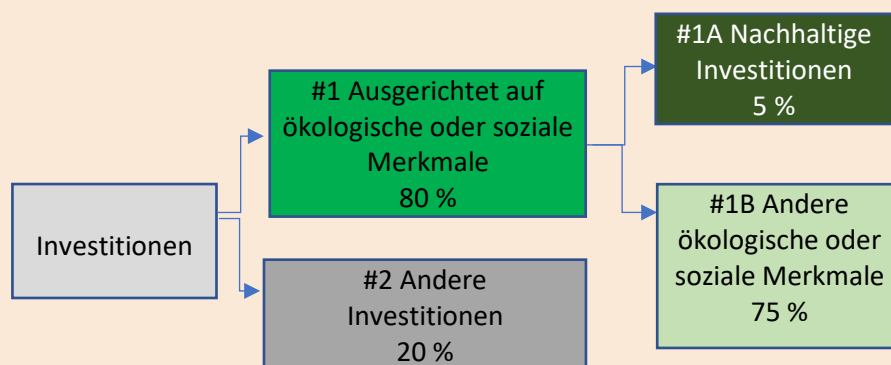 Investitionen
#1 Ausgerichtet auf
ökologische oder soziale
Merkmale
80 %
#2 Andere
Investitionen
20 %
#1A Nachhaltige
Investitionen
5 %
#1B Andere
ökologische oder
soziale Merkmale
75 %